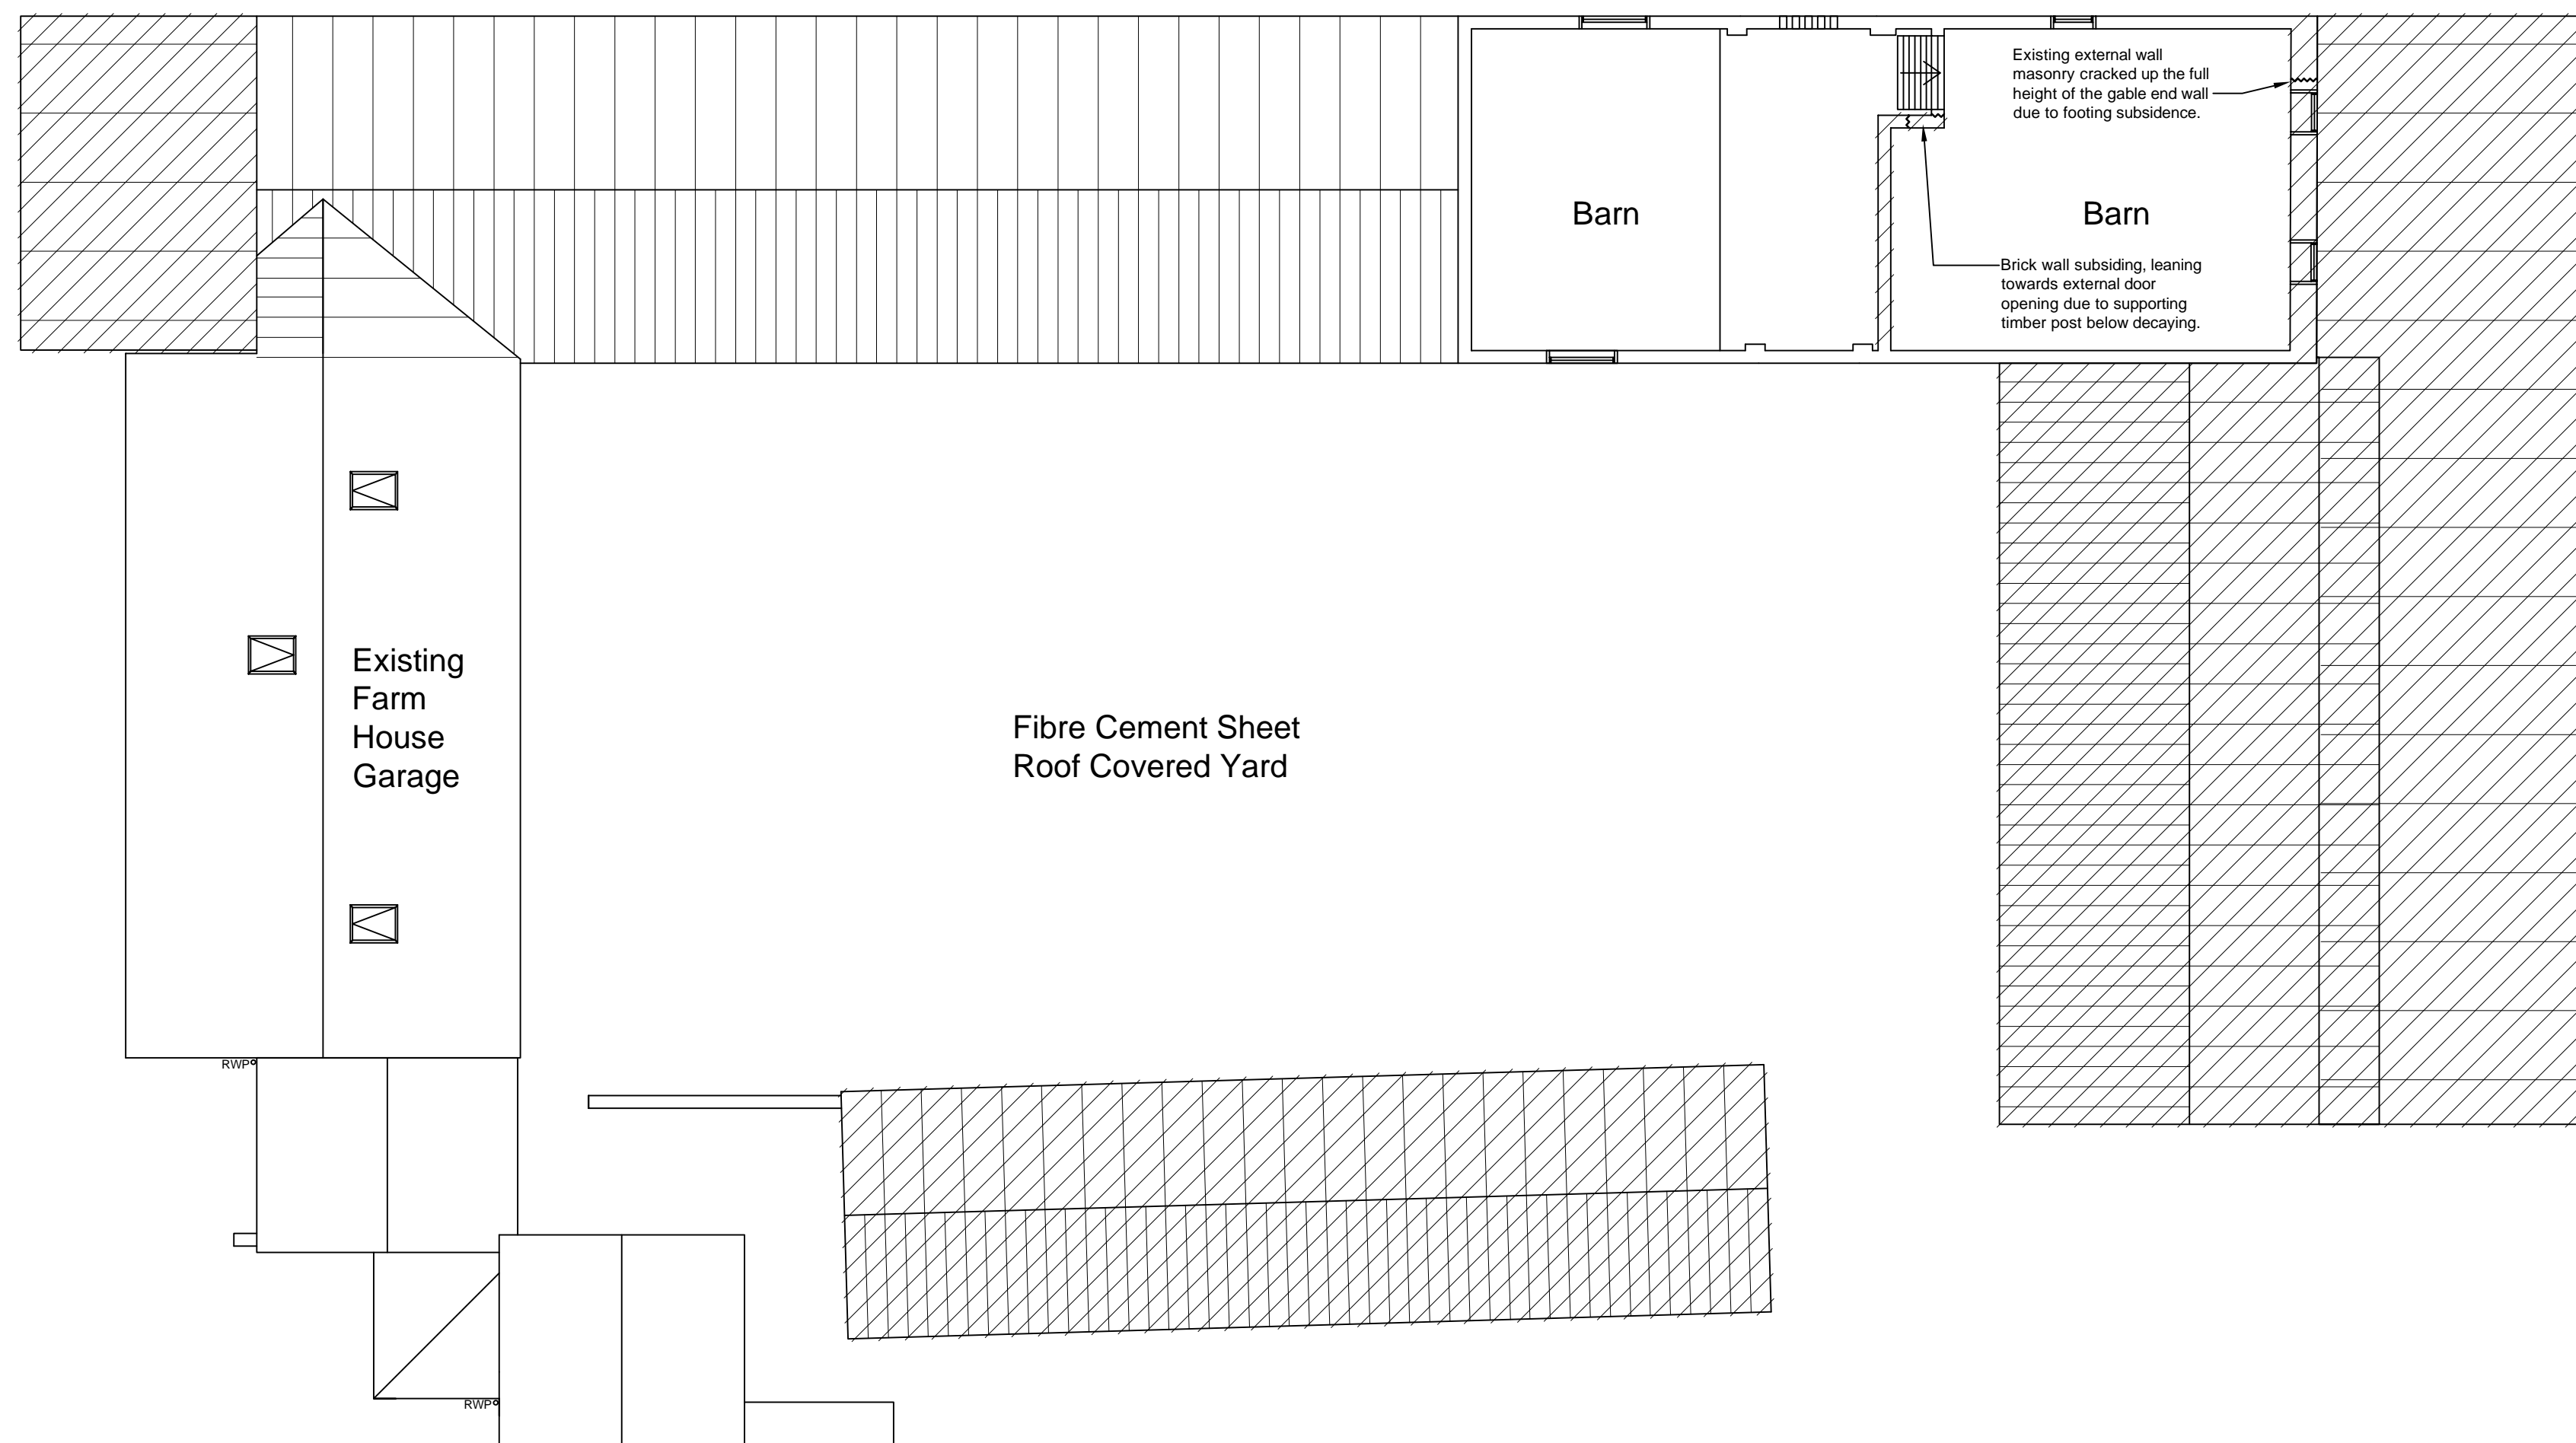 Existing external wall
masonry cracked up the full
height of the gable end wall
due to footing subsidence.
Barn
Barn
Brick wall subsiding, leaning
towards external door
opening due to supporting
timber post below decaying.
Existing
Farm
House
Garage
Fibre Cement Sheet
Roof Covered Yard
RWP
RWP